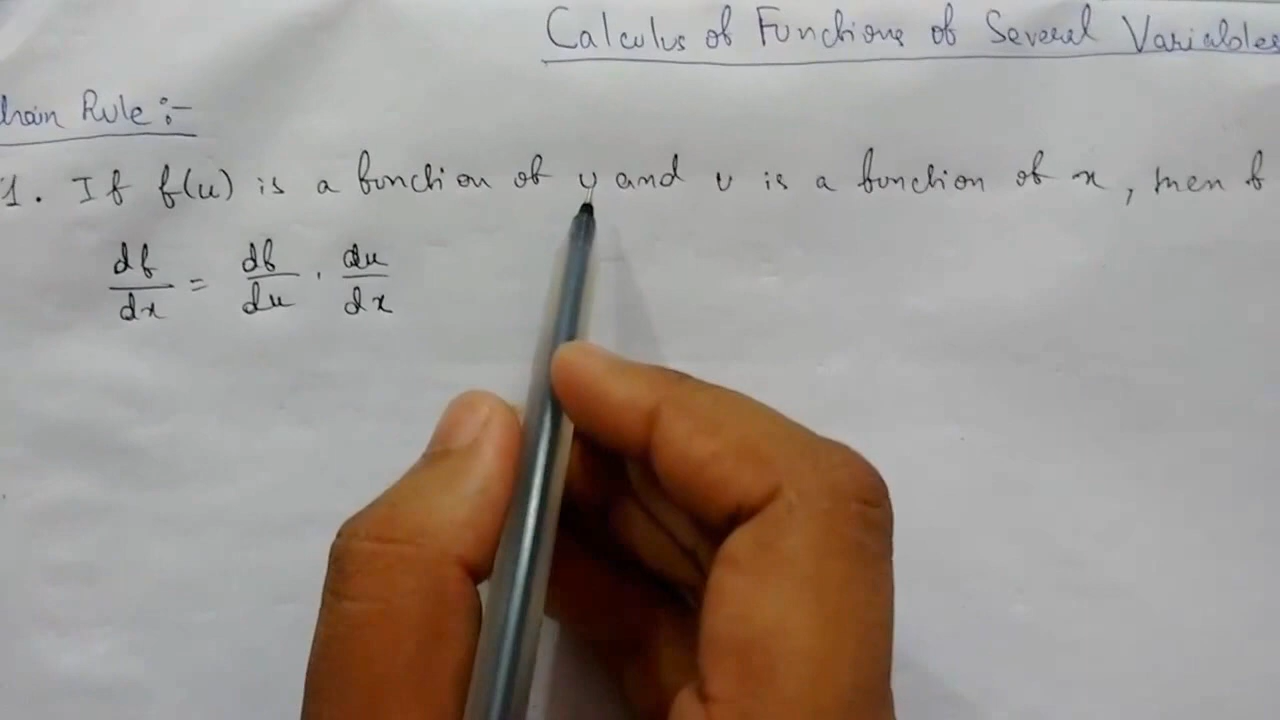 Calculus of Functions of Several Variables
hain Rule :-
1. If f(u) is a function of u and u is a function of x, then f
df/dx = df/du . du/dx